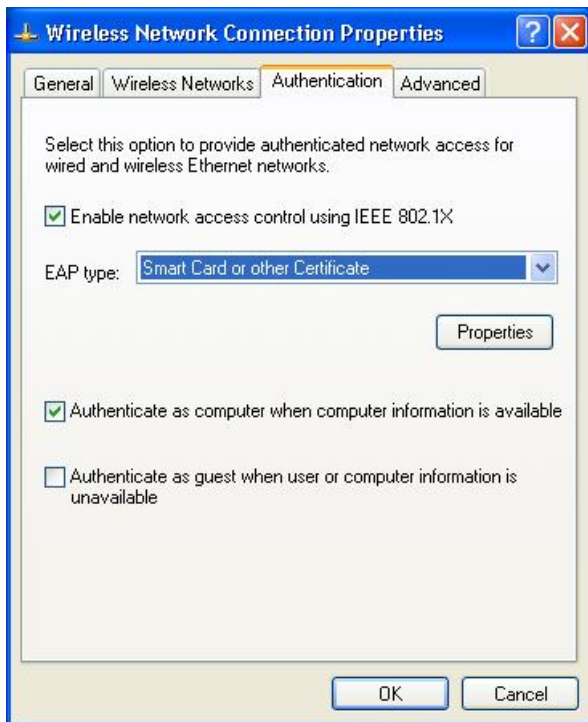 Wireless Network Connection Properties
General Wireless Networks Authentication Advanced
Select this option to provide authenticated network access for
wired and wireless Ethernet networks.
Enable network access control using IEEE 802.1X
EAP type: Smart Card or other Certificate
Properties
Authenticate as computer when computer information is available
Authenticate as guest when user or computer information is
unavailable
OK Cancel